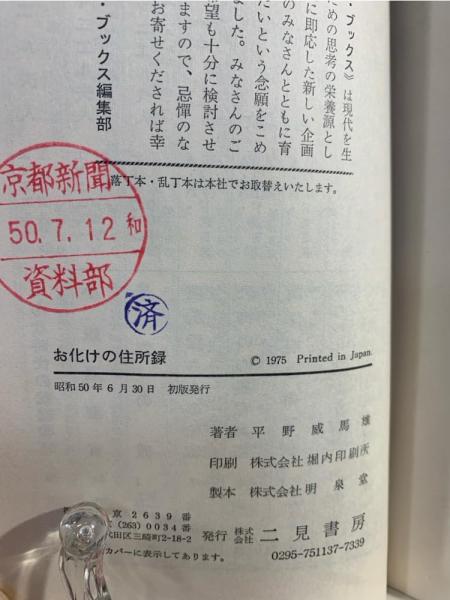 ・ブックス》は現代を生
ための思考の栄養源とし
に即応した新しい企画
のみなさんとともに育
たいという念願をこめ
ました。みなさんのご
希望も十分に検討させ
ますので、忌憚のな
お寄せくだされば幸
・ブックス編集部
落丁本・乱丁本は本社でお取替えいたします。
京都新聞
50.7.12 和
資料部
済
お化けの住所録
© 1975 Printed in Japan.
昭和50年6月30日 初版発行
著者 平野威馬雄
印刷 株式会社堀内印刷所
製本 株式会社明泉堂
京2639番
(263)0034番
田区三崎町2-18-2
発行 株式会社 二見書房
カバーに表示してあります。
0295-751137-7339